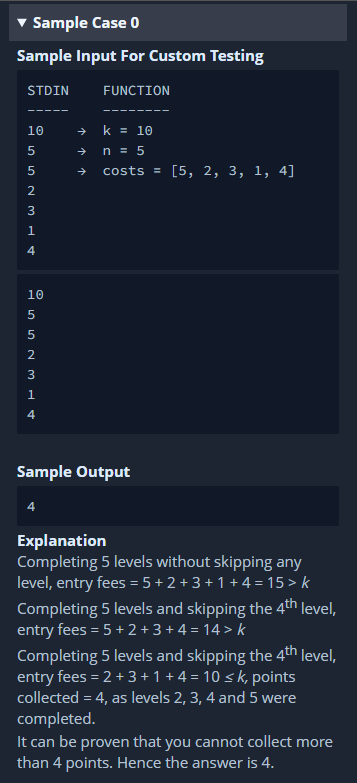 ▼ Sample Case 0
Sample Input For Custom Testing
STDIN FUNCTION
----- --------
10 → k = 10
5 → n = 5
5 → costs = [5, 2, 3, 1, 4]
2
3
1
4
10
5
5
2
3
1
4
Sample Output
4
Explanation
Completing 5 levels without skipping any
level, entry fees = 5 + 2 + 3 + 1 + 4 = 15 > k
Completing 5 levels and skipping the 4th level,
entry fees = 5 + 2 + 3 + 4 = 14 > k
Completing 5 levels and skipping the 4th level,
entry fees = 2 + 3 + 1 + 4 = 10 ≤ k, points
collected = 4, as levels 2, 3, 4 and 5 were
completed.
It can be proven that you cannot collect more
than 4 points. Hence the answer is 4.